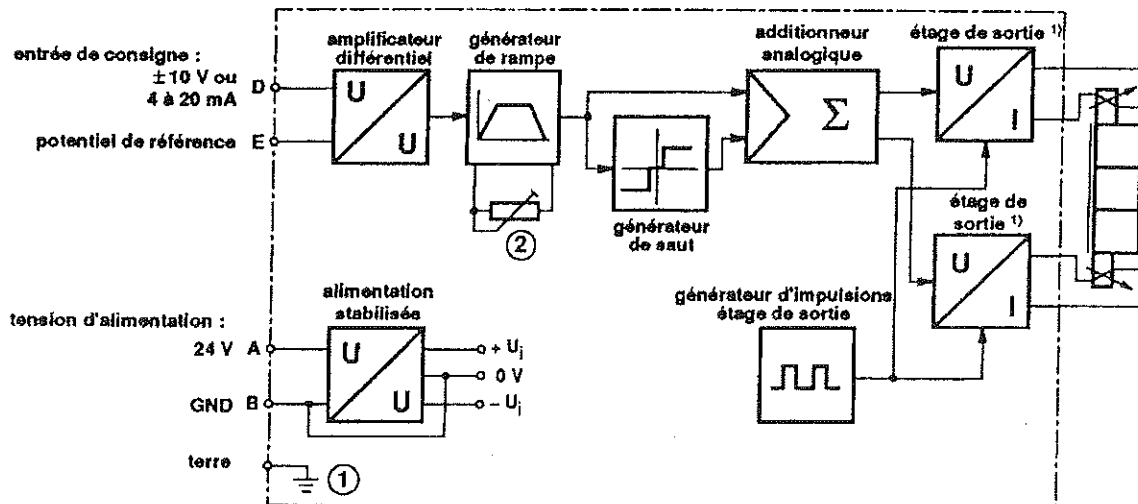 entrée de consigne :
± 10 V ou
4 à 20 mA
D
potentiel de référence E
amplificateur
différentiel
U
U
générateur
de rampe
2
générateur
de saut
additionneur
analogique
Σ
étage de sortie 1)
U
I
étage de
sortie 1)
U
I
générateur d'impulsions
étage de sortie
tension d'alimentation :
24 V A
GND B
terre
1
alimentation
stabilisée
U
U
+ Ui
0 V
– Ui